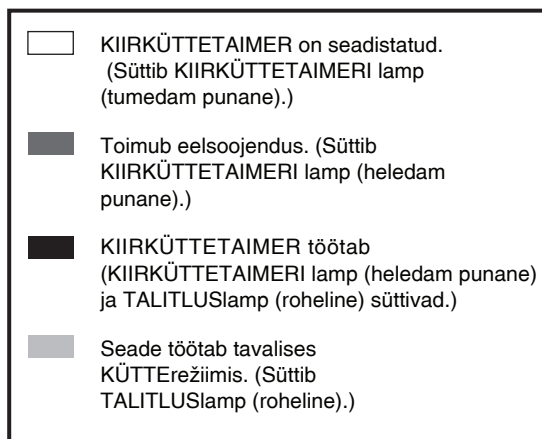 KIIRKÜTTETAIMER on seadistatud.
(Süttib KIIRKÜTTETAIMERI lamp
(tumedam punane).)
Toimub eelsoojendus. (Süttib
KIIRKÜTTETAIMERI lamp (heledam
punane).)
KIIRKÜTTETAIMER töötab
(KIIRKÜTTETAIMERI lamp (heledam punane)
ja TALITLUSlamp (roheline) süttivad.)
Seade töötab tavalises
KÜTTErežiimis. (Süttib
TALITLUSlamp (roheline).)